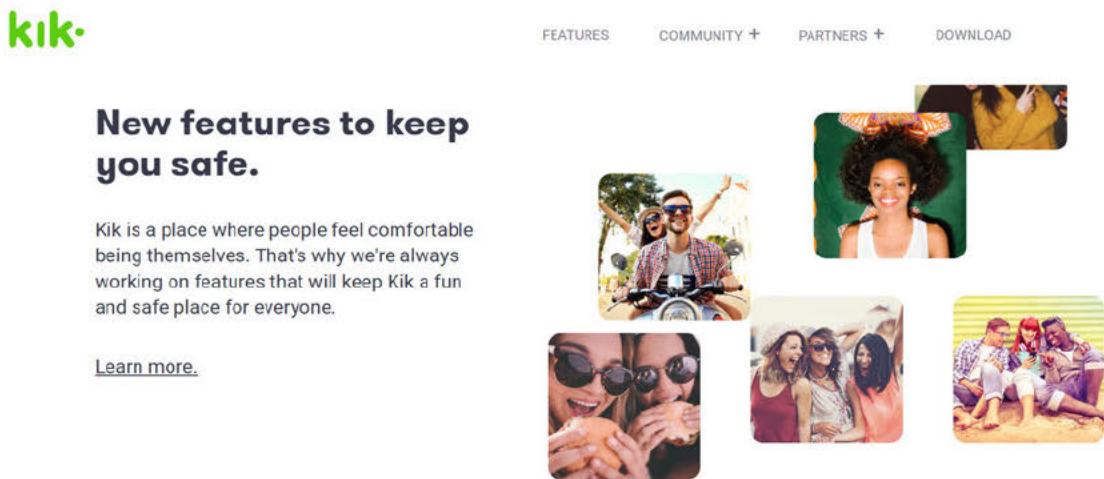 kik·
FEATURES COMMUNITY + PARTNERS + DOWNLOAD
New features to keep
you safe.
Kik is a place where people feel comfortable
being themselves. That's why we're always
working on features that will keep Kik a fun
and safe place for everyone.
Learn more.